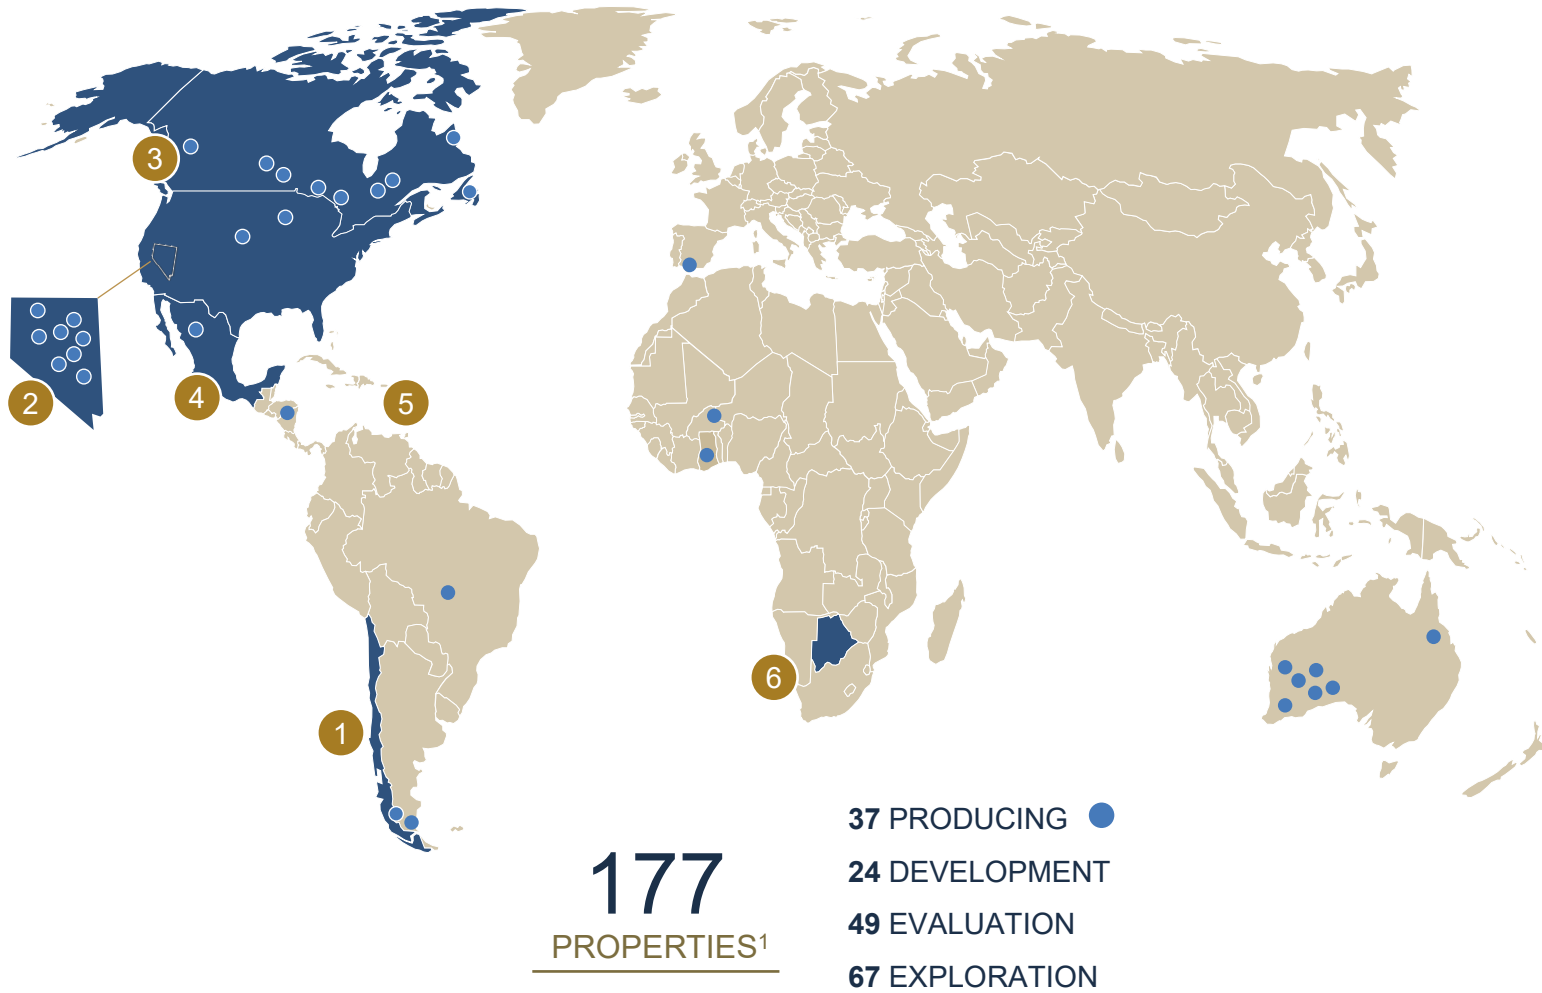 3
2
4
5
6
1
177
PROPERTIES¹
37 PRODUCING
24 DEVELOPMENT
49 EVALUATION
67 EXPLORATION